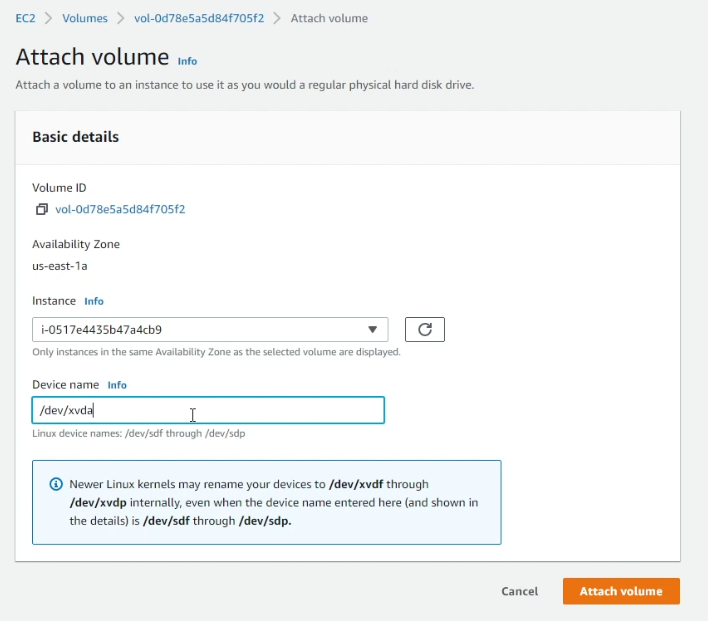 EC2 > Volumes > vol-0d78e5a5d84f705f2 > Attach volume
Attach volume Info
Attach a volume to an instance to use it as you would a regular physical hard disk drive.
Basic details
Volume ID
vol-0d78e5a5d84f705f2
Availability Zone
us-east-1a
Instance Info
i-0517e4435b47a4cb9
Only instances in the same Availability Zone as the selected volume are displayed.
Device name Info
/dev/xvda
Linux device names: /dev/sdf through /dev/sdp
Newer Linux kernels may rename your devices to /dev/xvdf through
/dev/xvdp internally, even when the device name entered here (and shown in
the details) is /dev/sdf through /dev/sdp.
Cancel Attach volume